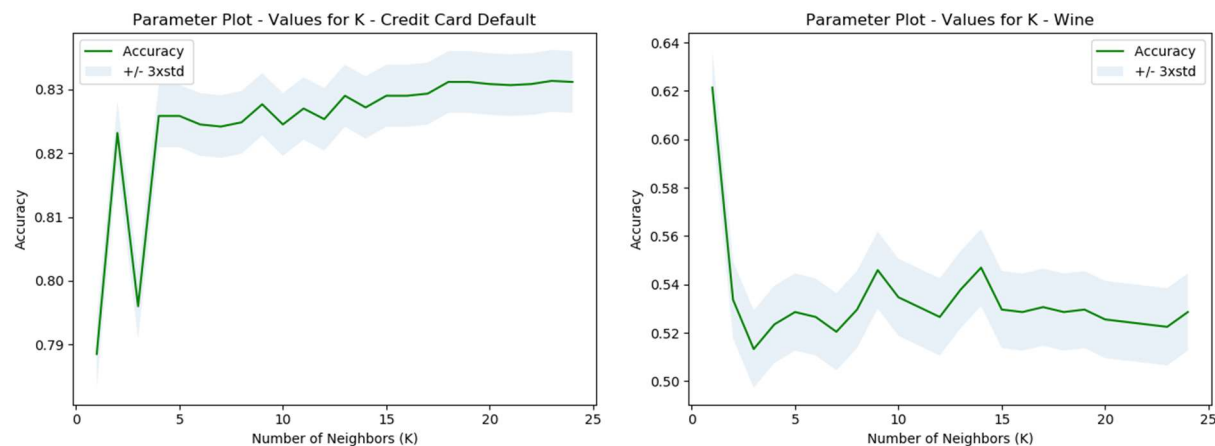 Parameter Plot - Values for K - Credit Card Default
Accuracy
+/- 3xstd
0.83
0.82
0.81
0.80
0.79
Accuracy
0 5 10 15 20 25
Number of Neighbors (K)
Parameter Plot - Values for K - Wine
Accuracy
+/- 3xstd
0.64
0.62
0.60
0.58
0.56
0.54
0.52
0.50
Accuracy
0 5 10 15 20 25
Number of Neighbors (K)